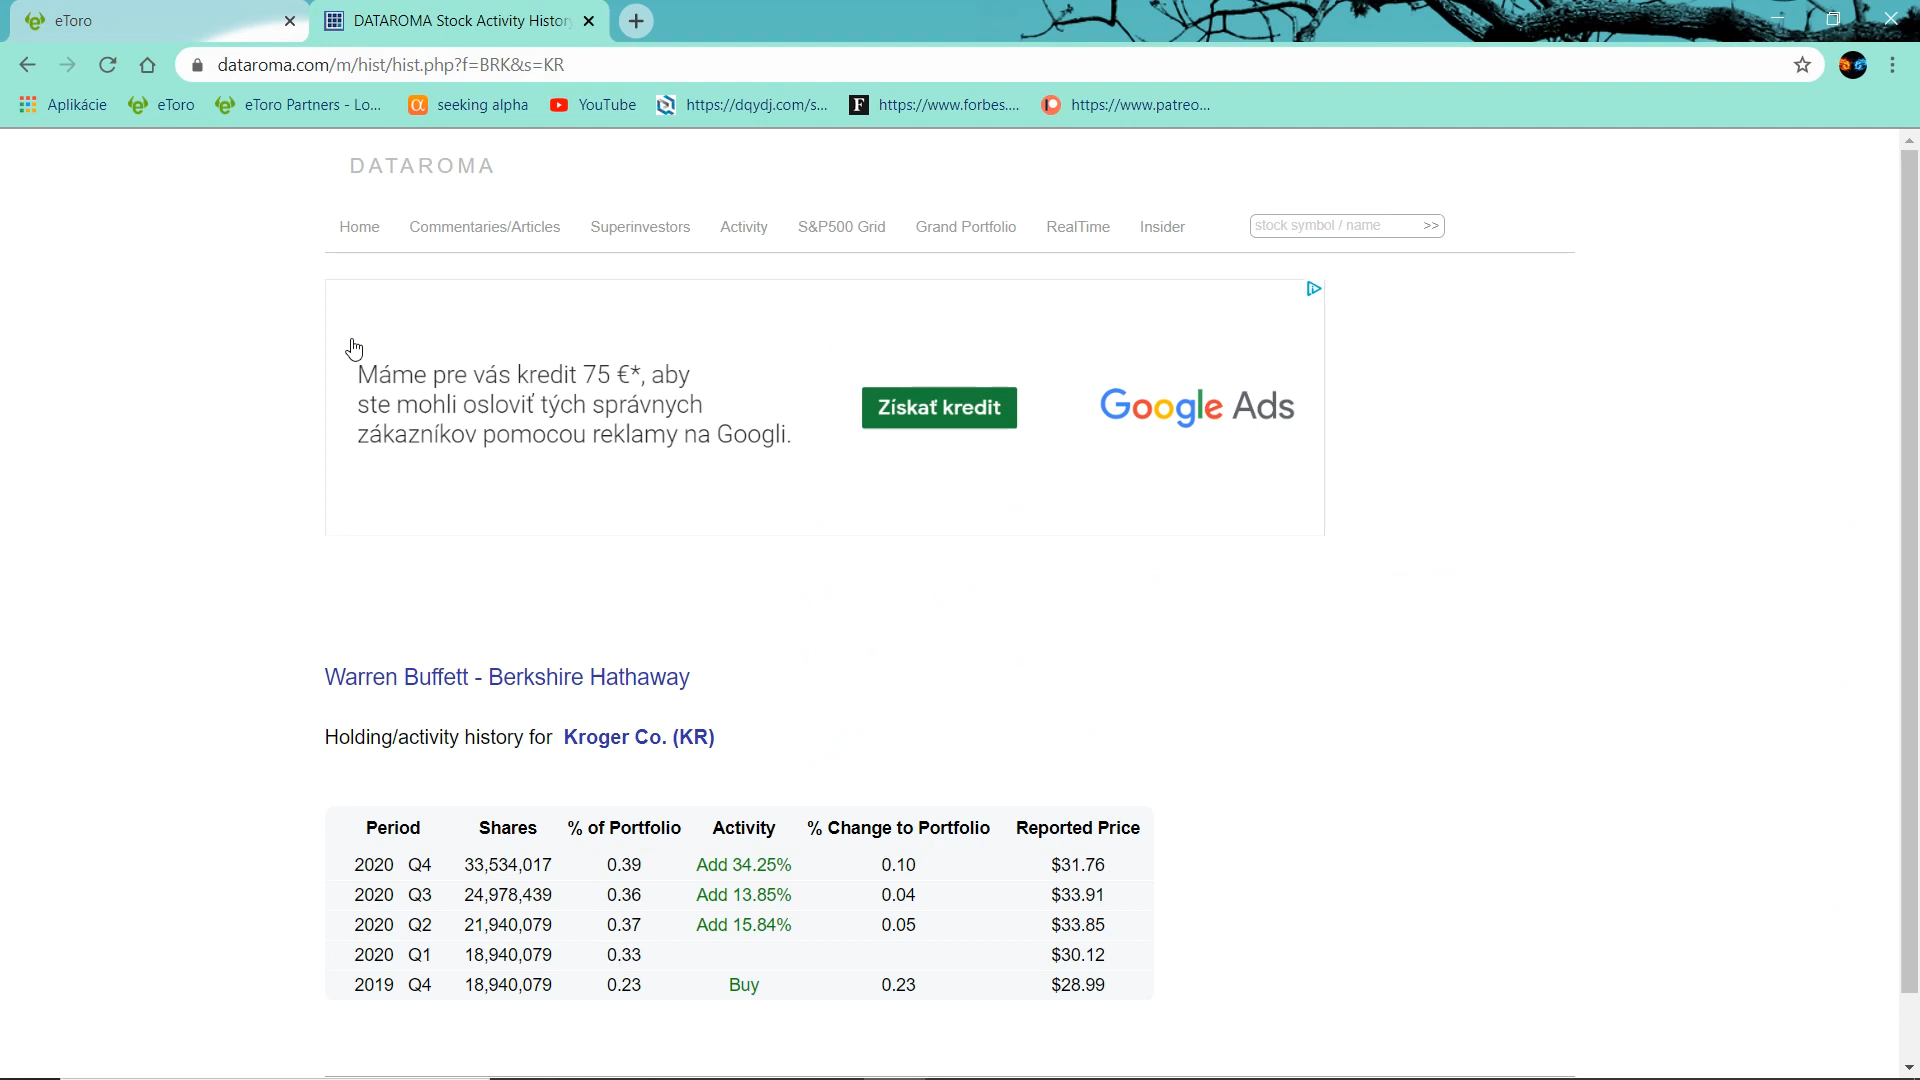 eToro
DATAROMA Stock Activity Histor
dataroma.com/m/hist/hist.php?f=BRK&s=KR
Aplikácie eToro eToro Partners - Lo... seeking alpha YouTube https://dqydj.com/s... https://www.forbes.... https://www.patreo...
DATAROMA
Home Commentaries/Articles Superinvestors Activity S&P500 Grid Grand Portfolio RealTime Insider stock symbol / name >>
Máme pre vás kredit 75 €*, aby
ste mohli osloviť tých správnych
zákazníkov pomocou reklamy na Googli.
Získať kredit
Google Ads
Warren Buffett - Berkshire Hathaway
Holding/activity history for Kroger Co. (KR)
Period Shares % of Portfolio Activity % Change to Portfolio Reported Price
2020 Q4 33,534,017 0.39 Add 34.25% 0.10 $31.76
2020 Q3 24,978,439 0.36 Add 13.85% 0.04 $33.91
2020 Q2 21,940,079 0.37 Add 15.84% 0.05 $33.85
2020 Q1 18,940,079 0.33 $30.12
2019 Q4 18,940,079 0.23 Buy 0.23 $28.99